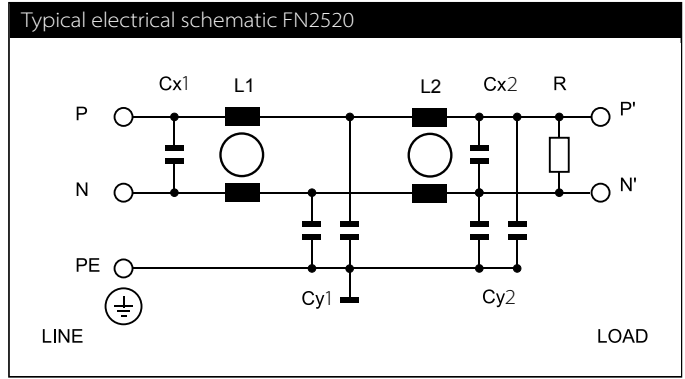 Typical electrical schematic FN2520
Cx1 L1 L2 Cx2 R
P P'
N N'
PE
Cy1 Cy2
LINE LOAD